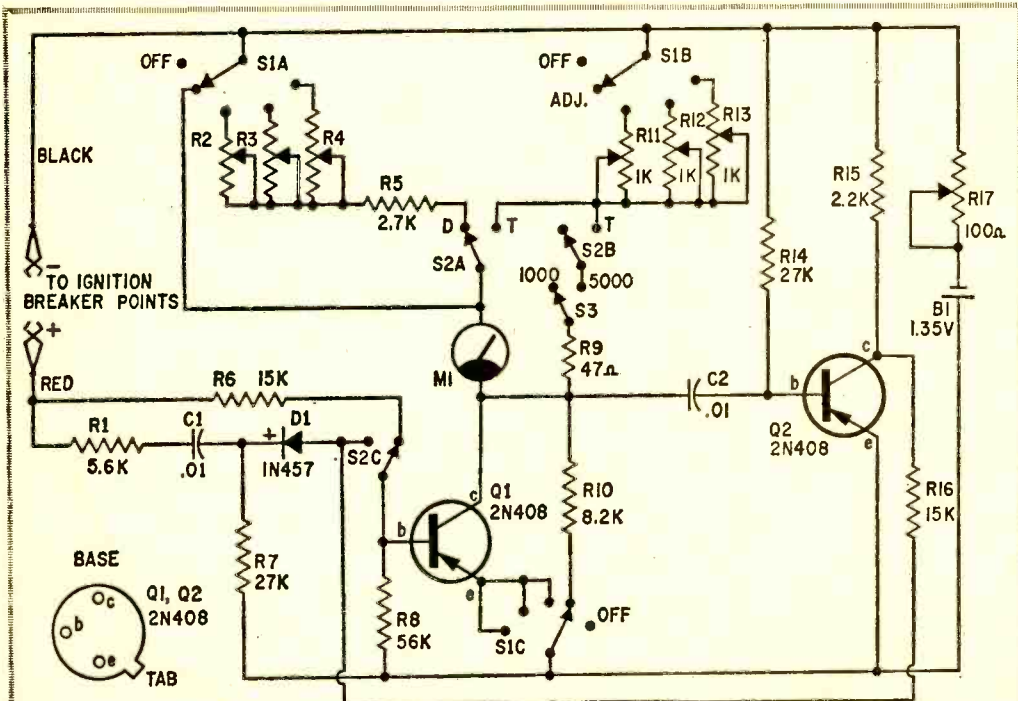 OFF
S1A
OFF
S1B
ADJ.
R2
R3
R4
R11
1K
R12
1K
R13
1K
BLACK
R5
2.7K
R15
2.2K
R17
100Ω
D
T
T
S2A
S2B
1000
5000
S3
R14
27K
−
TO IGNITION
BREAKER POINTS
+
B1
1.35V
R9
47Ω
M1
RED
R6
15K
C2
.01
c
b
e
Q2
2N408
R1
5.6K
C1
.01
+
D1
1N457
S2C
R10
8.2K
R16
15K
c
b
e
Q1
2N408
R7
27K
R8
56K
S1C
OFF
BASE
c
b
e
Q1, Q2
2N408
TAB